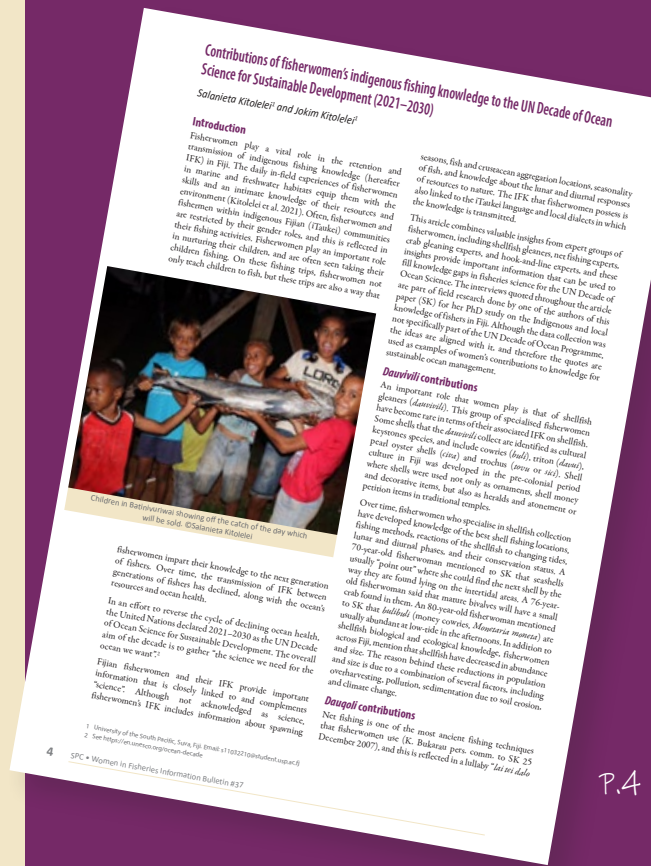 Contributions of fisherwomen's indigenous fishing knowledge to the UN Decade of Ocean
Science for Sustainable Development (2021–2030)
Salanieta Kitolelei¹ and Jokim Kitolelei¹
Introduction
Fisherwomen play a vital role in the retention and
transmission of indigenous fishing knowledge (hereafter
IFK) in Fiji. The daily in-field experiences of fisherwomen
in marine and freshwater habitats equip them with the
skills and an intimate knowledge of their resources and
environment (Kitolelei et al. 2021). Often, fisherwomen and
fishermen within indigenous Fijian (iTaukei) communities
are restricted by their gender roles, and this is reflected in
their fishing activities. Fisherwomen play an important role
in nurturing their children, and are often seen taking their
children fishing. On these fishing trips, fisherwomen not
only teach children to fish, but these trips are also a way that
LORD
Children in Batinivuriwai showing off the catch of the day which
will be sold. ©Salanieta Kitolelei
fisherwomen impart their knowledge to the next generation
of fishers. Over time, the transmission of IFK between
generations of fishers has declined, along with the ocean's
resources and ocean health.
In an effort to reverse the cycle of declining ocean health,
the United Nations declared 2021–2030 as the UN Decade
of Ocean Science for Sustainable Development. The overall
aim of the decade is to gather "the science we need for the
ocean we want".²
Fijian fisherwomen and their IFK provide important
information that is closely linked to and complements
"science". Although not acknowledged as science,
fisherwomen's IFK includes information about spawning
seasons, fish and crustacean aggregation locations, seasonality
of fish, and knowledge about the lunar and diurnal responses
of resources to nature. The IFK that fisherwomen possess is
also linked to the iTaukei language and local dialects in which
the knowledge is transmitted.
This article combines valuable insights from expert groups of
fisherwomen, including shellfish gleaners, net fishing experts,
crab gleaning experts, and hook-and-line experts, and these
insights provide important information that can be used to
fill knowledge gaps in fisheries science for the UN Decade of
Ocean Science. The interviews quoted throughout the article
are part of field research done by one of the authors of this
paper (SK) for her PhD study on the Indigenous and local
knowledge of fishers in Fiji. Although the data collection was
not specifically part of the UN Decade of Ocean Programme,
the ideas are aligned with it, and therefore the quotes are
used as examples of women's contributions to knowledge for
sustainable ocean management.
Dauvivili contributions
An important role that women play is that of shellfish
gleaners (dauvivili). This group of specialised fisherwomen
have become rare in terms of their associated IFK on shellfish.
Some shells that the dauvivili collect are identified as cultural
keystones species, and include cowries (buli), triton (davui),
pearl oyster shells (civa) and trochus (tovu or sici). Shell
culture in Fiji was developed in the pre-colonial period
where shells were used not only as ornaments, shell money
and decorative items, but also as heralds and atonement or
petition items in traditional temples.
Over time, fisherwomen who specialise in shellfish collection
have developed knowledge of the best shell fishing locations,
fishing methods, reactions of the shellfish to changing tides,
lunar and diurnal phases, and their conservation status. A
70-year-old fisherwoman mentioned to SK that seashells
usually "point out" where she could find the next shell by the
way they are found lying on the intertidal areas. A 76-year-
old fisherwoman said that mature bivalves will have a small
crab found in them. An 80-year-old fisherwoman mentioned
to SK that bulibuli (money cowries, Monetaria moneta) are
usually abundant at low-tide in the afternoons. In addition to
shellfish biological and ecological knowledge, fisherwomen
across Fiji, mention that shellfish have decreased in abundance
and size. The reason behind these reductions in population
and size is due to a combination of several factors, including
overharvesting, pollution, sedimentation due to soil erosion,
and climate change.
Dauqoli contributions
Net fishing is one of the most ancient fishing techniques
that fisherwomen use (K. Bukarau pers. comm. to SK 25
December 2007), and this is reflected in a lullaby "lai tei dalo
1 University of the South Pacific, Suva, Fiji. Email: s11032210@student.usp.ac.fj
2 See https://en.unesco.org/ocean-decade
4
SPC • Women in Fisheries Information Bulletin #37
P.4